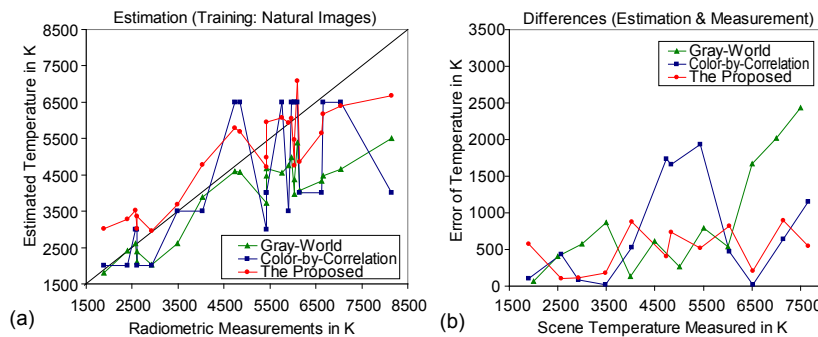 Estimation (Training: Natural Images)
Estimated Temperature in K
8500
7500
6500
5500
4500
3500
2500
1500
Gray-World
Color-by-Correlation
The Proposed
1500 2500 3500 4500 5500 6500 7500 8500
(a)
Radiometric Measurements in K
Differences (Estimation & Measurement)
Error of Temperature in K
3500
3000
2500
2000
1500
1000
500
0
Gray-World
Color-by-Correlation
The Proposed
1500 2500 3500 4500 5500 6500 7500
(b)
Scene Temperature Measured in K